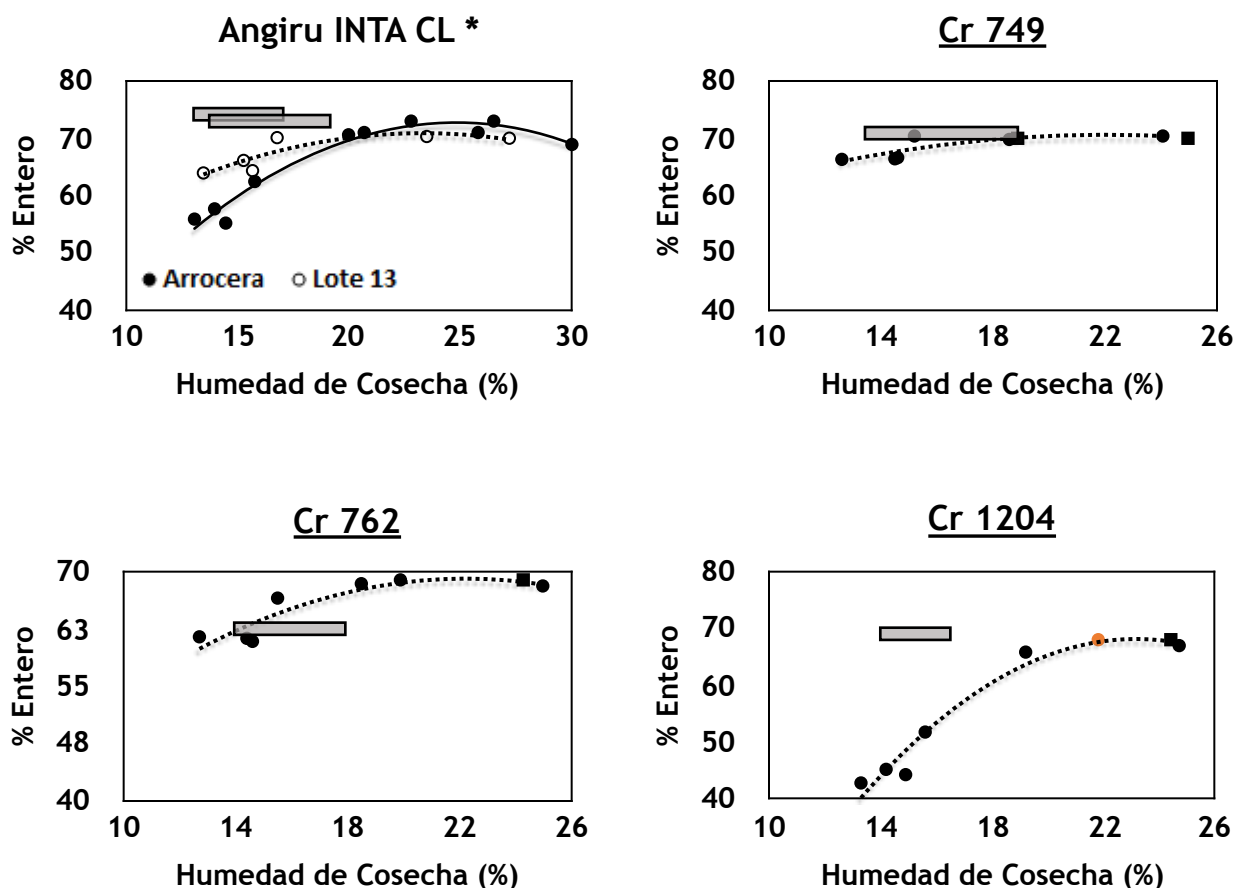 Angiru INTA CL *
80
70
60
50
40
% Entero
Arrocera Lote 13
10 15 20 25 30
Humedad de Cosecha (%)
Cr 749
80
70
60
50
40
% Entero
10 14 18 22 26
Humedad de Cosecha (%)
Cr 762
70
63
55
48
40
% Entero
10 14 18 22 26
Humedad de Cosecha (%)
Cr 1204
80
70
60
50
40
% Entero
10 14 18 22 26
Humedad de Cosecha (%)